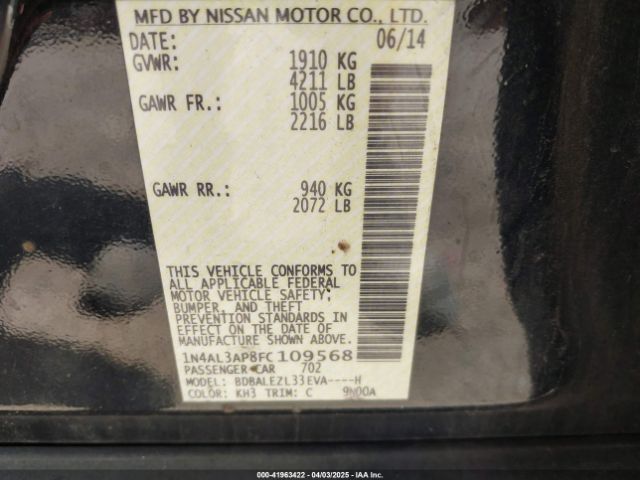 MFD BY NISSAN MOTOR CO., LTD.
DATE: 06/14
GVWR: 1910 KG
4211 LB
GAWR FR.: 1005 KG
2216 LB
GAWR RR.: 940 KG
2072 LB
THIS VEHICLE CONFORMS TO
ALL APPLICABLE FEDERAL
MOTOR VEHICLE SAFETY;
BUMPER, AND THEFT
PREVENTION STANDARDS
IN EFFECT ON THE DATE OF
MANUFACTURE SHOWN ABOVE.
1N4AL3AP8FC109568
PASSENGER CAR 702
MODEL: BDBALEZL33EVA----H
COLOR: KH3 TRIM: C 9N00A
000-41963422 - 04/03/2025 - IAA Inc.